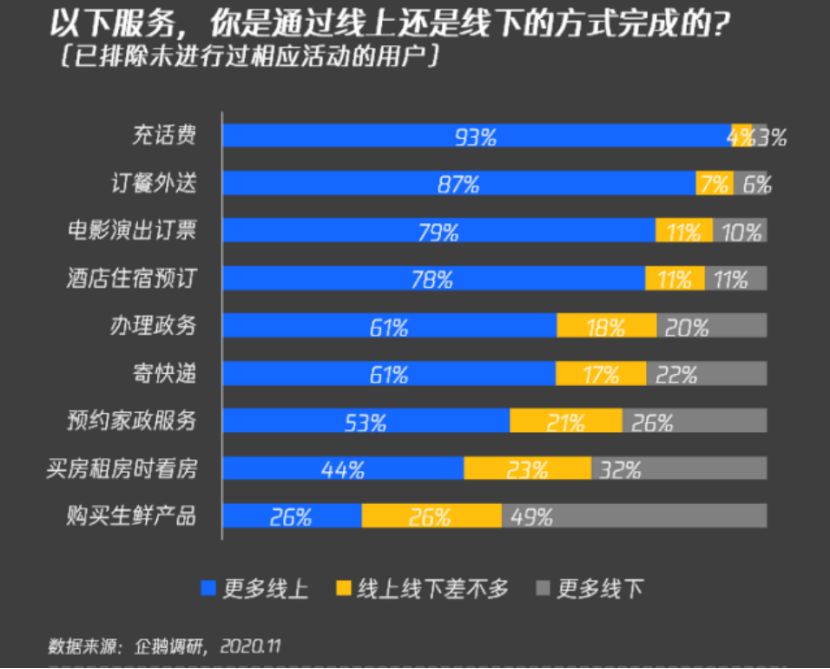 以下服务，你是通过线上还是线下的方式完成的？
（已排除未进行过相应活动的用户）
充话费 93% 4% 3%
订餐外送 87% 7% 6%
电影演出订票 79% 11% 10%
酒店住宿预订 78% 11% 11%
办理政务 61% 18% 20%
寄快递 61% 17% 22%
预约家政服务 53% 21% 26%
买房租房时看房 44% 23% 32%
购买生鲜产品 26% 26% 49%
更多线上 线上线下差不多 更多线下
数据来源：企鹅调研，2020.11